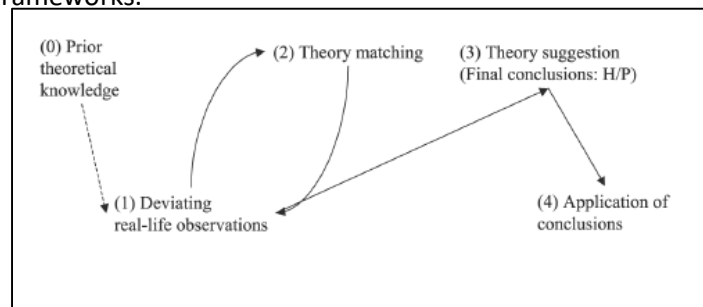 rameworks.
(0) Prior
theoretical
knowledge
(2) Theory matching
(3) Theory suggestion
(Final conclusions: H/P)
(1) Deviating
real-life observations
(4) Application of
conclusions